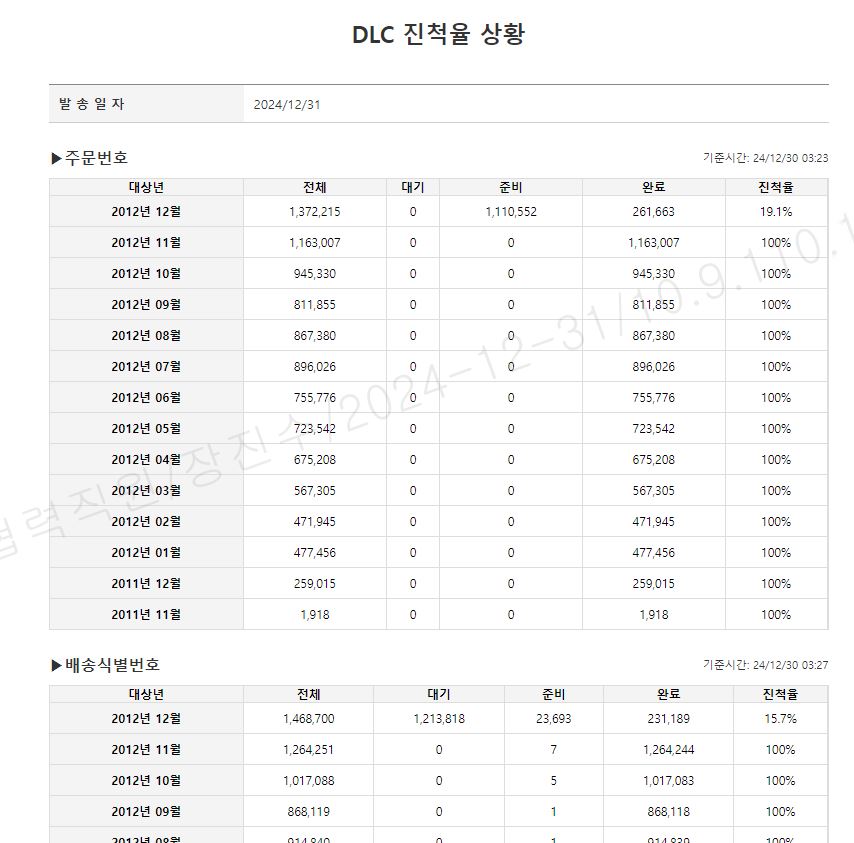 DLC 진척율 상황
발 송 일 자 2024/12/31
▶주문번호 기준시간: 24/12/30 03:23
대상년 전체 대기 준비 완료 진척율
2012년 12월 1,372,215 0 1,110,552 261,663 19.1%
2012년 11월 1,163,007 0 0 1,163,007 100%
2012년 10월 945,330 0 0 945,330 100%
2012년 09월 811,855 0 0 811,855 100%
2012년 08월 867,380 0 0 867,380 100%
2012년 07월 896,026 0 0 896,026 100%
2012년 06월 755,776 0 0 755,776 100%
2012년 05월 723,542 0 0 723,542 100%
2012년 04월 675,208 0 0 675,208 100%
2012년 03월 567,305 0 0 567,305 100%
2012년 02월 471,945 0 0 471,945 100%
2012년 01월 477,456 0 0 477,456 100%
2011년 12월 259,015 0 0 259,015 100%
2011년 11월 1,918 0 0 1,918 100%
협력직원/장진수/2024-12-31/10.9.110.1
▶배송식별번호 기준시간: 24/12/30 03:27
대상년 전체 대기 준비 완료 진척율
2012년 12월 1,468,700 1,213,818 23,693 231,189 15.7%
2012년 11월 1,264,251 0 7 1,264,244 100%
2012년 10월 1,017,088 0 5 1,017,083 100%
2012년 09월 868,119 0 1 868,118 100%
2012년 08월 914,840 0 1 914,839 100%